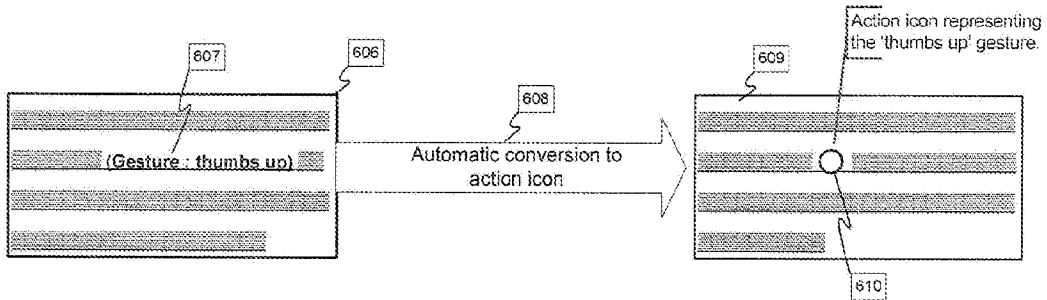 Action icon representing
the 'thumbs up' gesture.
607
606
609
608
(Gesture : thumbs up)
Automatic conversion to
action icon
610